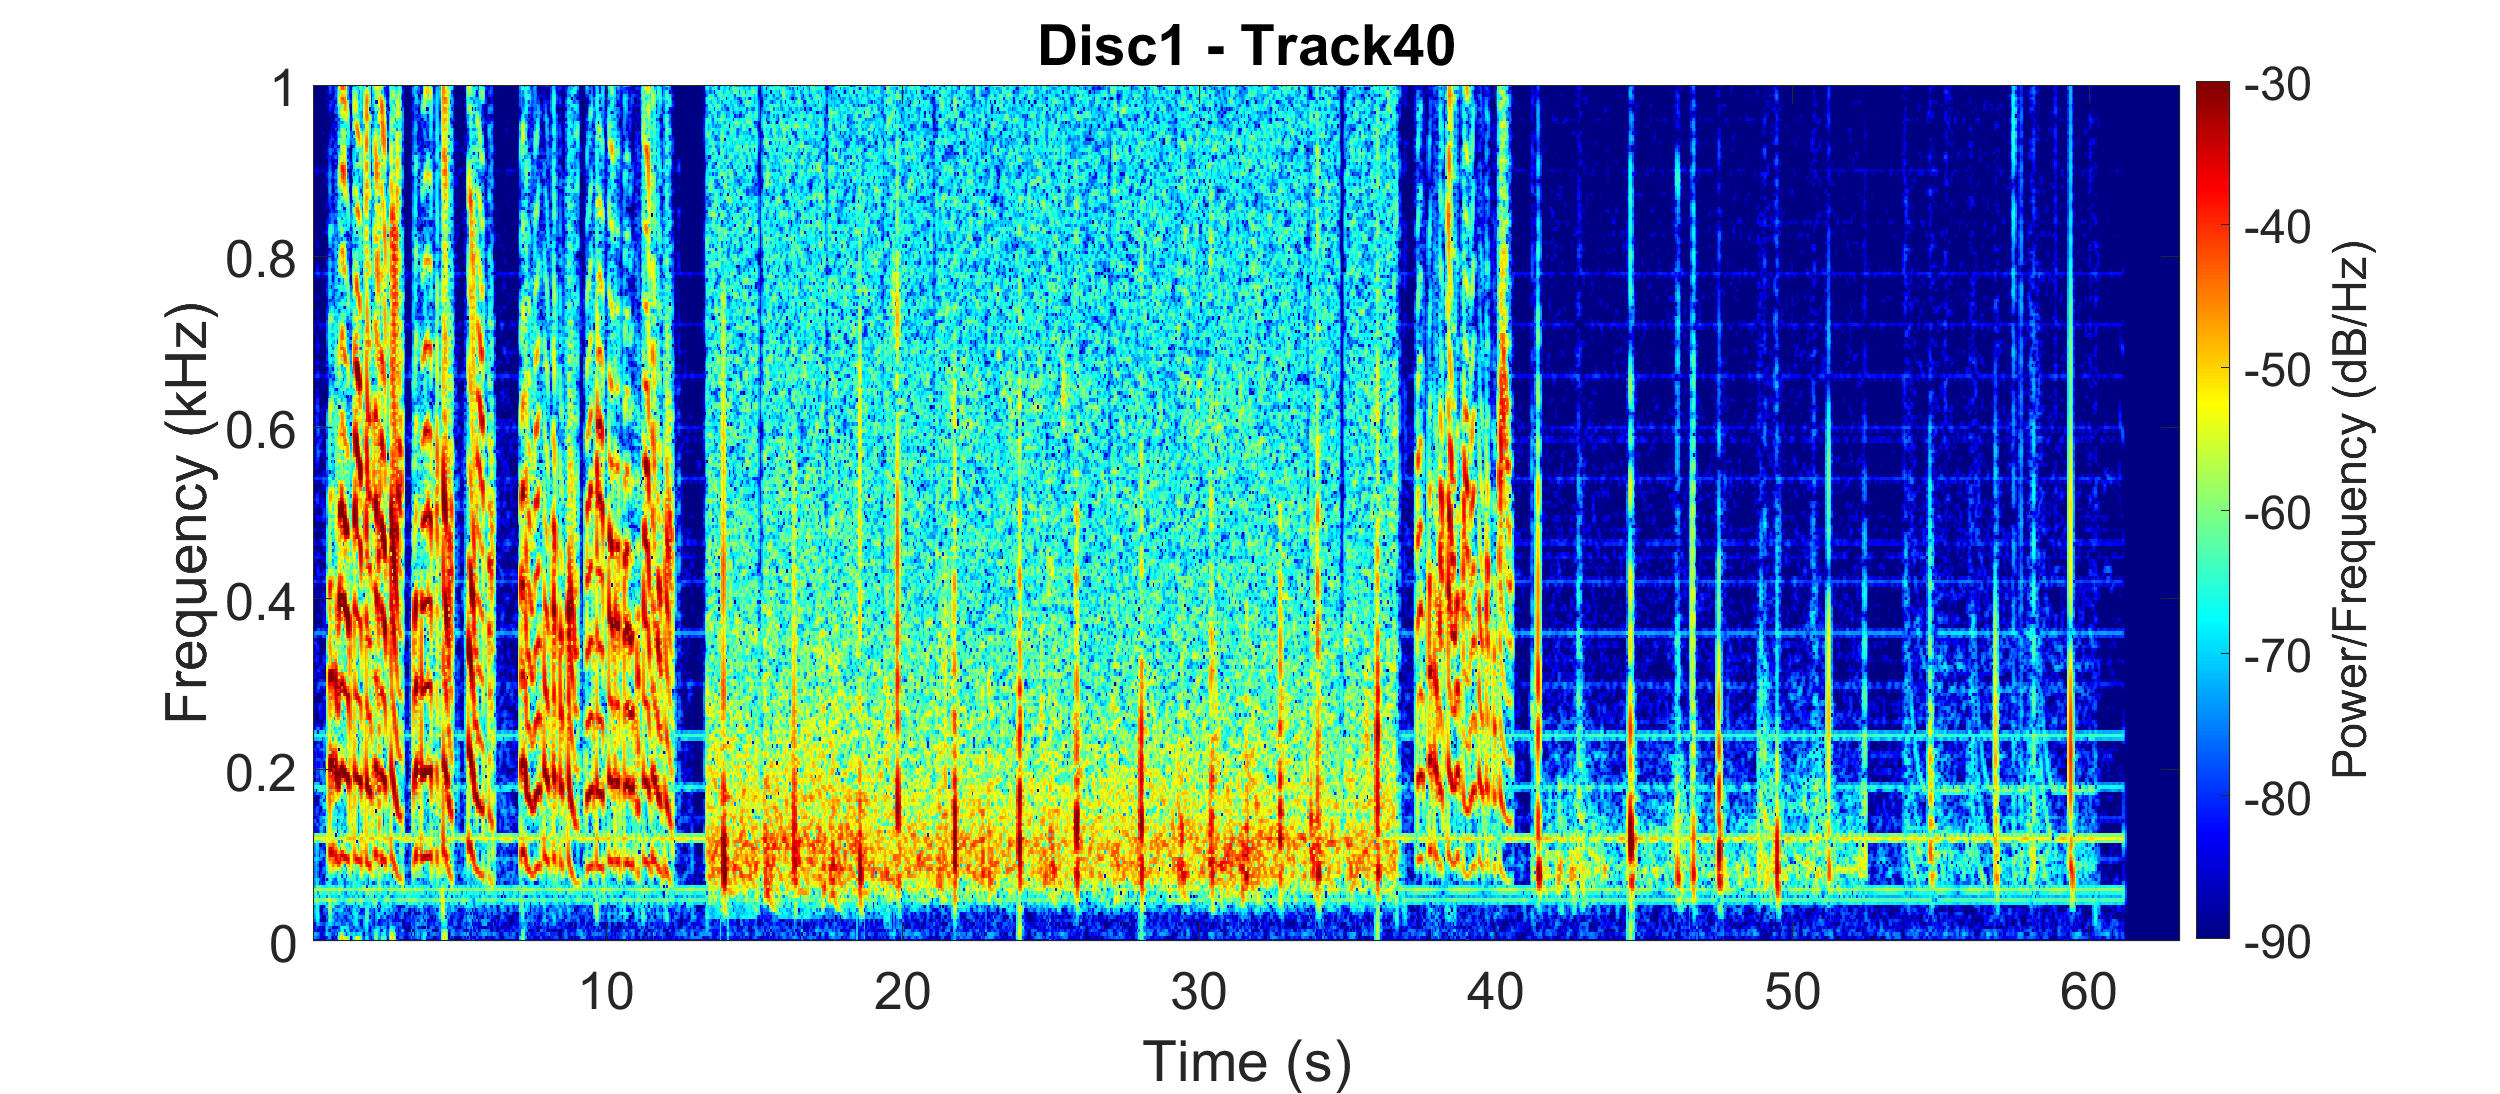 Disc1 - Track40
Frequency (kHz)
1
0.8
0.6
0.4
0.2
0
10 20 30 40 50 60
Time (s)
-30
-40
-50
-60
-70
-80
-90
Power/Frequency (dB/Hz)